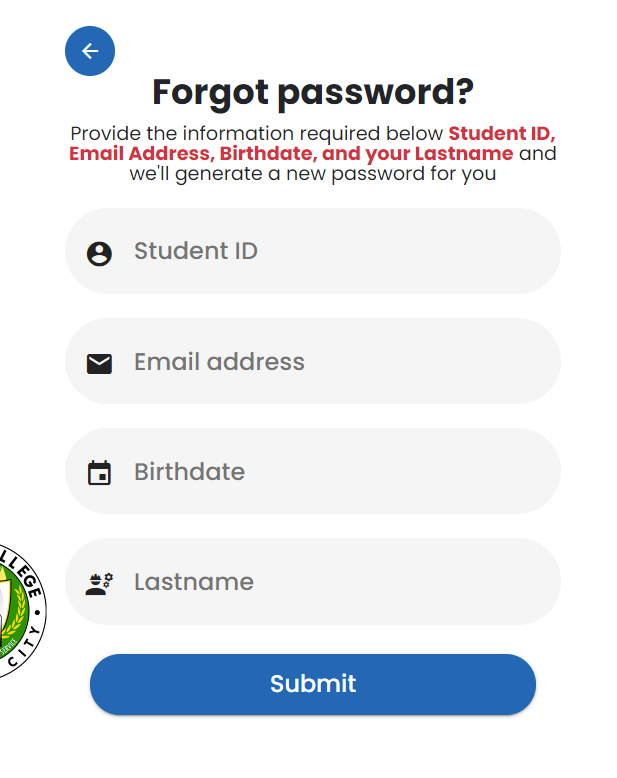 Forgot password?
Provide the information required below Student ID,
Email Address, Birthdate, and your Lastname and
we'll generate a new password for you
Student ID
Email address
Birthdate
LLEGE
CITY
SERVICE
Lastname
Submit